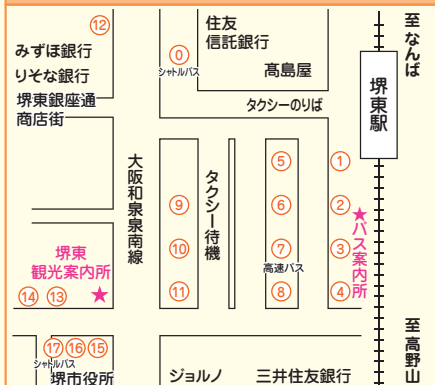 ⑫
住友
信託銀行
至なんば
みずほ銀行
りそな銀行
⓪
シャトルバス
髙島屋
堺東銀座通
商店街
タクシーのりば
堺東駅
大阪和泉泉南線
タクシー待機
⑤
①
⑨
⑥
②
★バス案内所
⑩
⑦
③
高速バス
⑪
⑧
④
堺東
観光案内所
⑭ ⑬ ★
至高野山
⑰⑯⑮
シャトルバス
堺市役所
ジョルノ
三井住友銀行